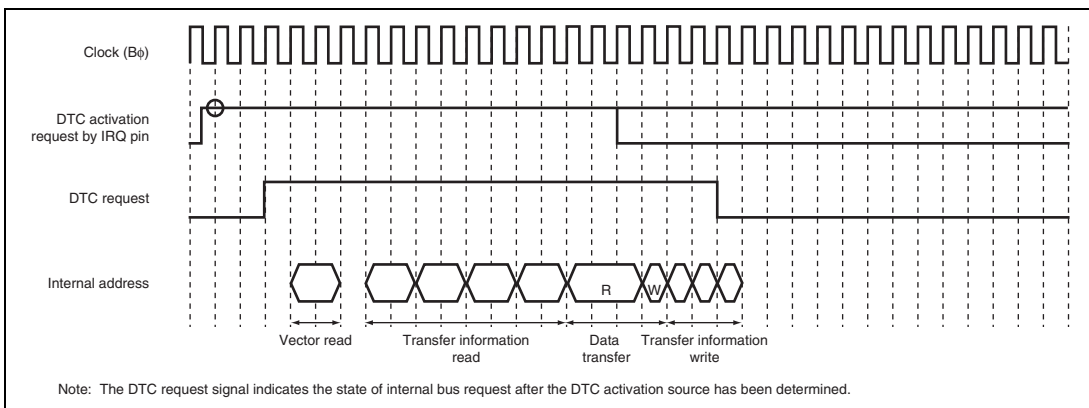 Clock (Bφ)
DTC activation
request by IRQ pin
DTC request
Internal address
R
W
Vector read
Transfer information
read
Data
transfer
Transfer information
write
Note: The DTC request signal indicates the state of internal bus request after the DTC activation source has been determined.